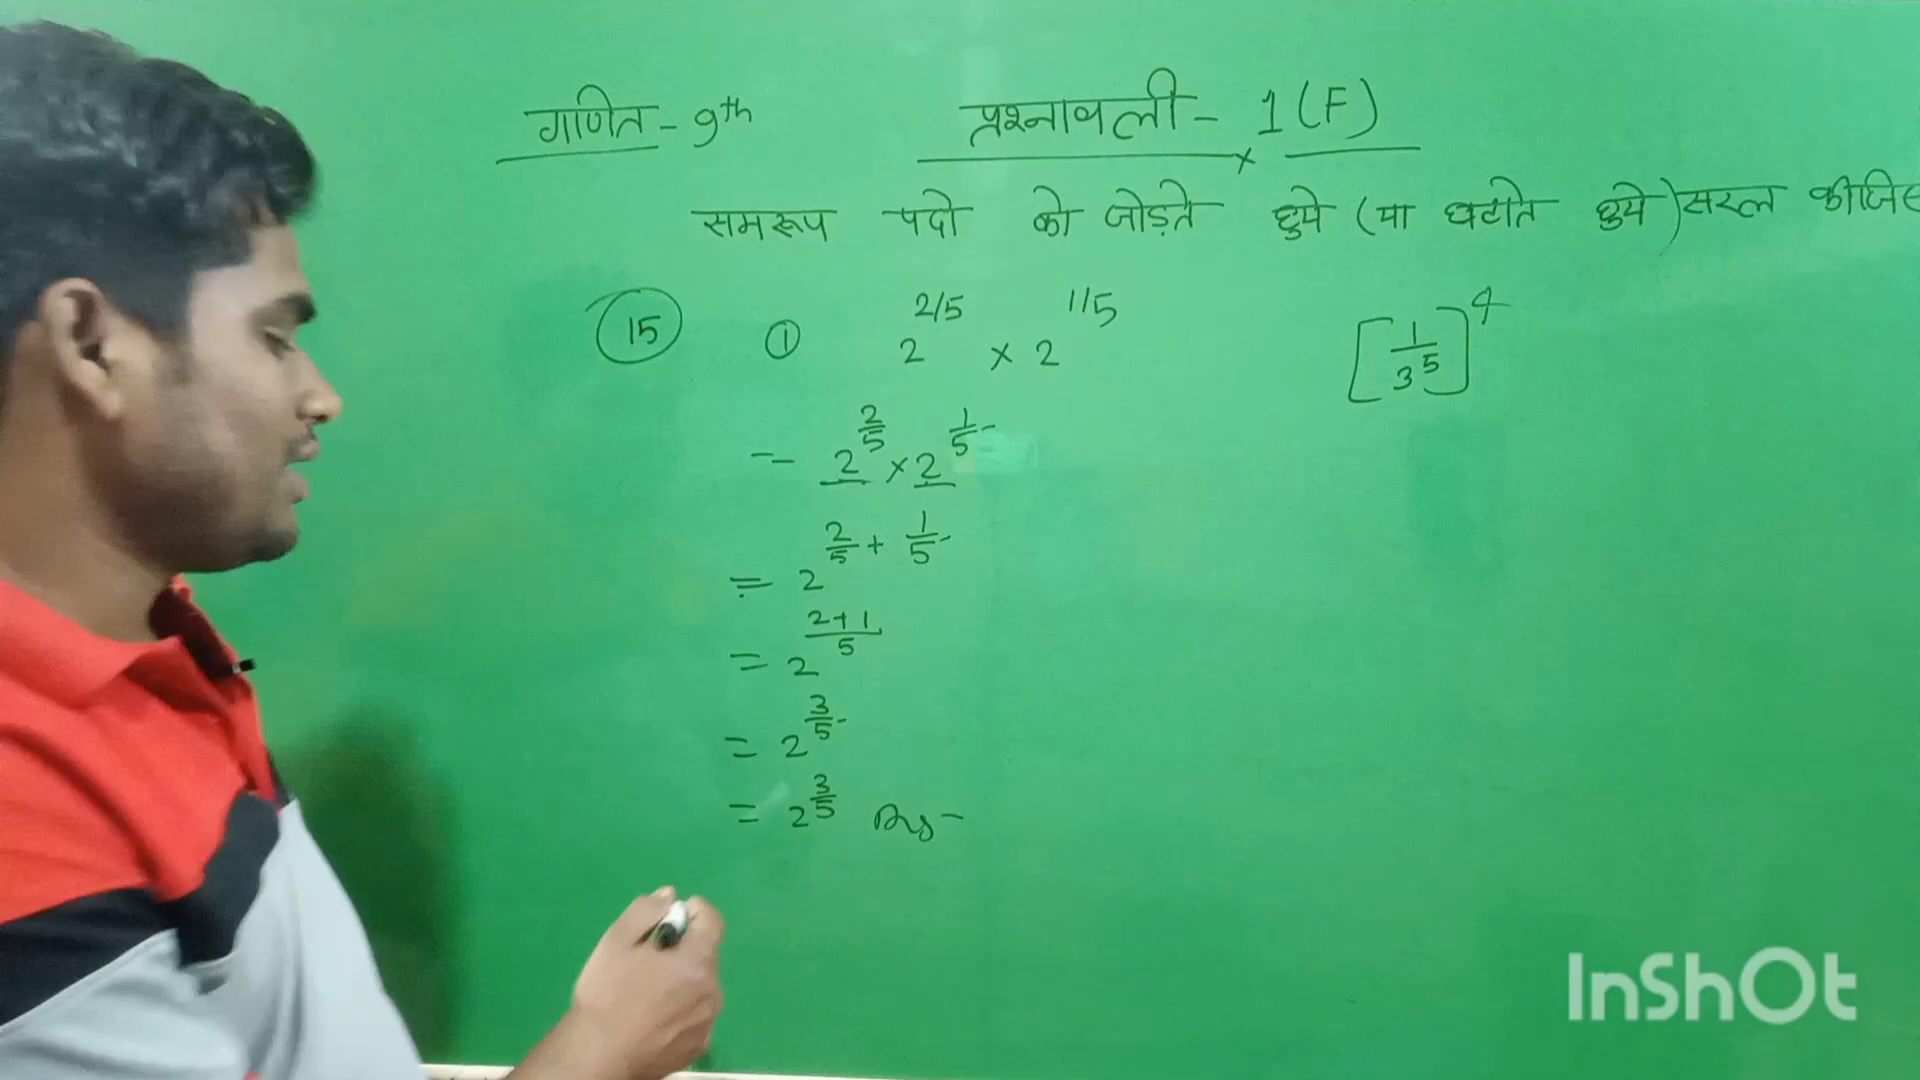 गणित - 9th प्रश्नावली - 1 (F)
समरूप पदो को जोड़ते हुये (या घटाते हुये) सरल कीजिए
15 ① 2^{2/5} × 2^{1/5} [1/3^5]^4
= 2^{2/5} × 2^{1/5}
= 2^{2/5 + 1/5}
= 2^{(2+1)/5}
= 2^{3/5}
= 2^{3/5} Ans
InShOt